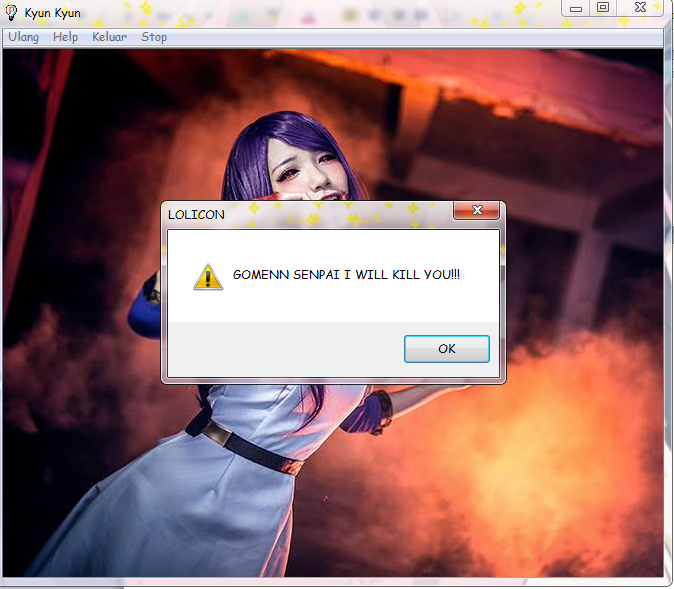 Kyun Kyun
Ulang Help Keluar Stop
LOLICON
GOMENN SENPAI I WILL KILL YOU!!!
OK